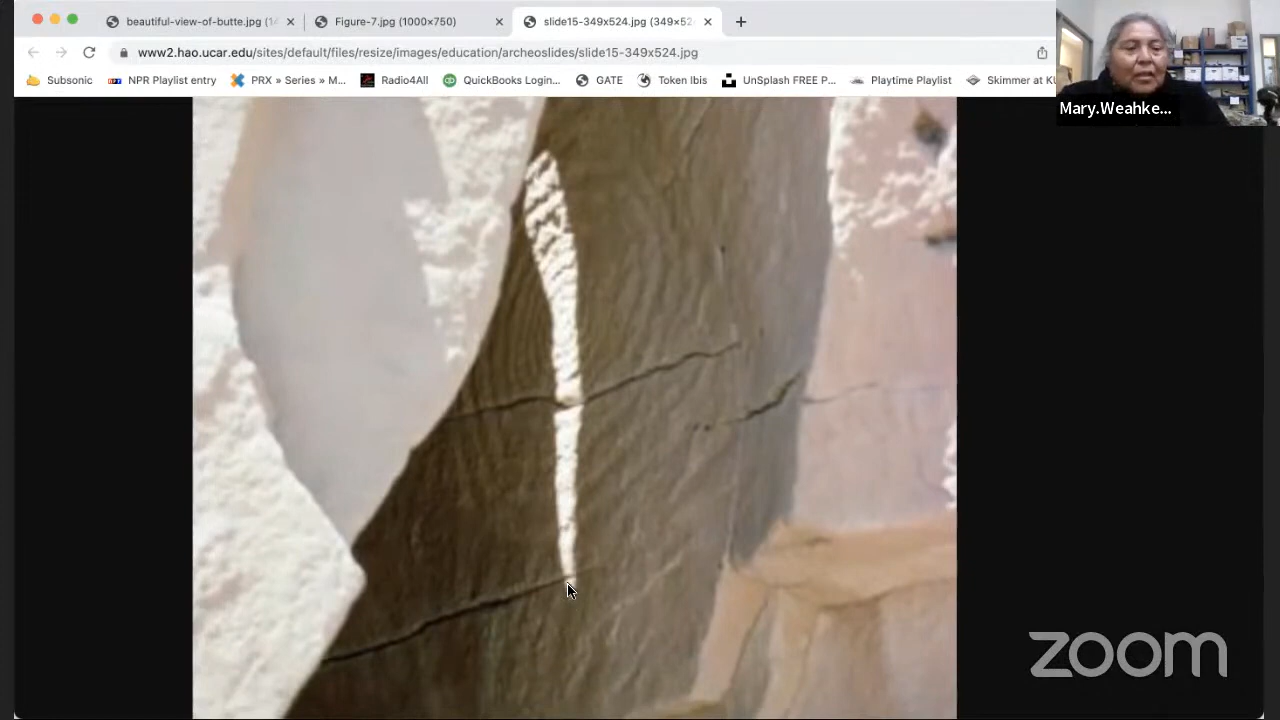 beautiful-view-of-butte.jpg (1
Figure-7.jpg (1000×750)
slide15-349x524.jpg (349×52
www2.hao.ucar.edu/sites/default/files/resize/images/education/archeoslides/slide15-349x524.jpg
Subsonic NPR Playlist entry PRX » Series » M... Radio4All QuickBooks Login... GATE Token Ibis UnSplash FREE P... Playtime Playlist Skimmer at KU
Mary.Weahke...
zoom